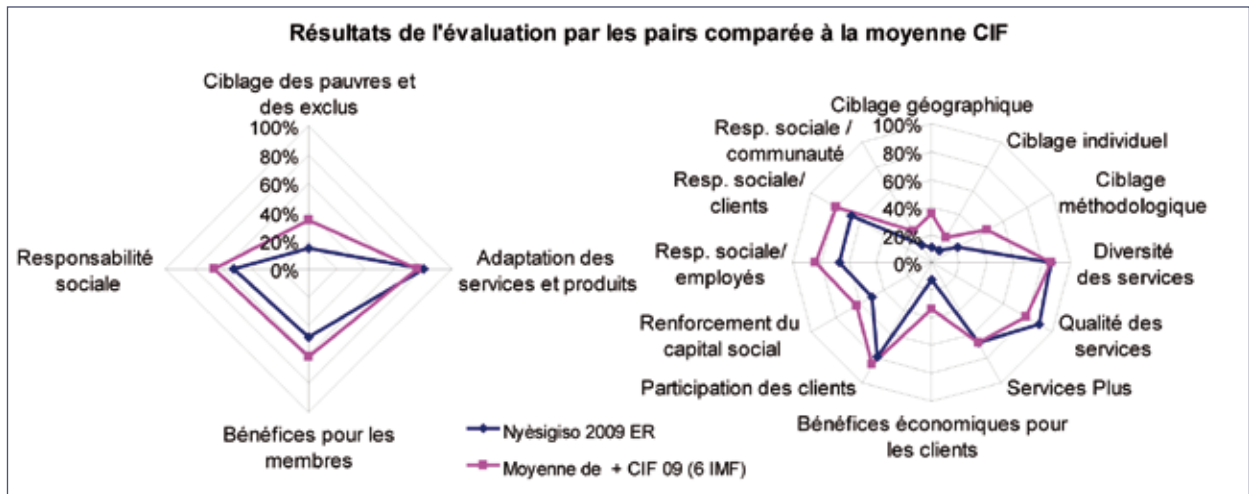 Résultats de l'évaluation par les pairs comparée à la moyenne CIF
Ciblage des pauvres et
des exclus
100%
80%
60%
40%
20%
0%
Responsabilité
sociale
Adaptation des
services et produits
Bénéfices pour les
membres
Ciblage géographique
100%
80%
60%
40%
20%
0%
Ciblage individuel
Ciblage
méthodologique
Diversité
des services
Qualité des
services
Services Plus
Bénéfices économiques pour
les clients
Participation des clients
Renforcement du
capital social
Resp. sociale/
employés
Resp. sociale/
clients
Resp. sociale /
communauté
Nyèsigiso 2009 ER
Moyenne de + CIF 09 (6 IMF)